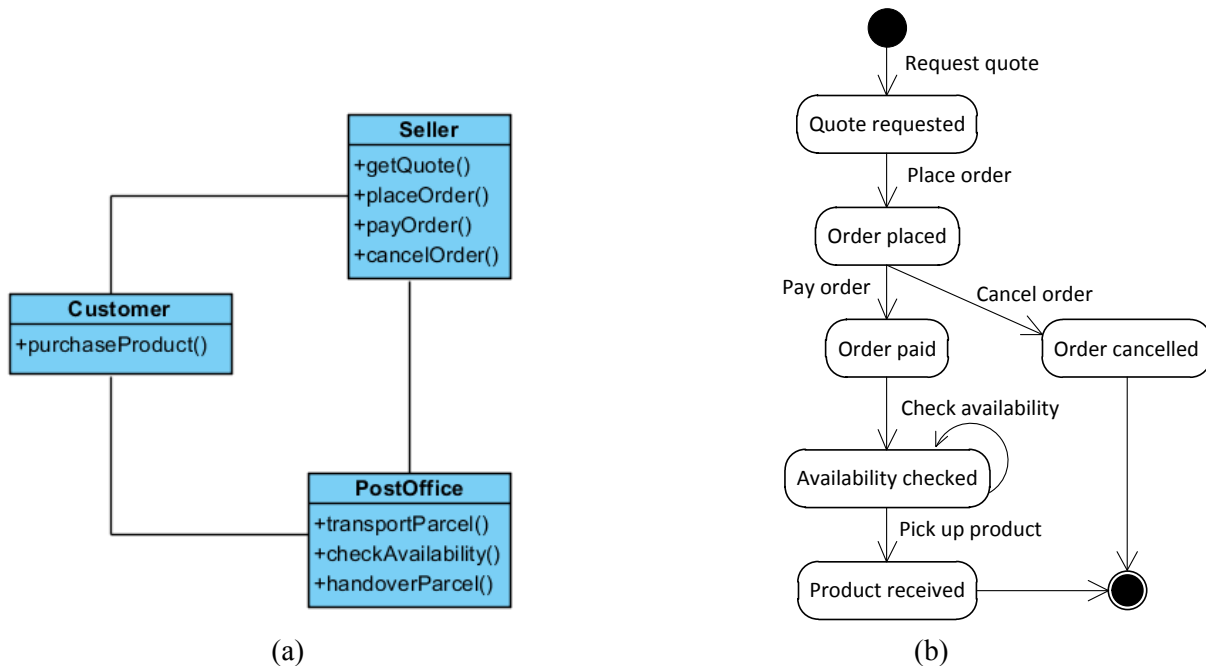 Seller
+getQuote()
+placeOrder()
+payOrder()
+cancelOrder()
Customer
+purchaseProduct()
PostOffice
+transportParcel()
+checkAvailability()
+handoverParcel()
(a)
Request quote
Quote requested
Place order
Order placed
Pay order
Cancel order
Order paid
Order cancelled
Check availability
Availability checked
Pick up product
Product received
(b)